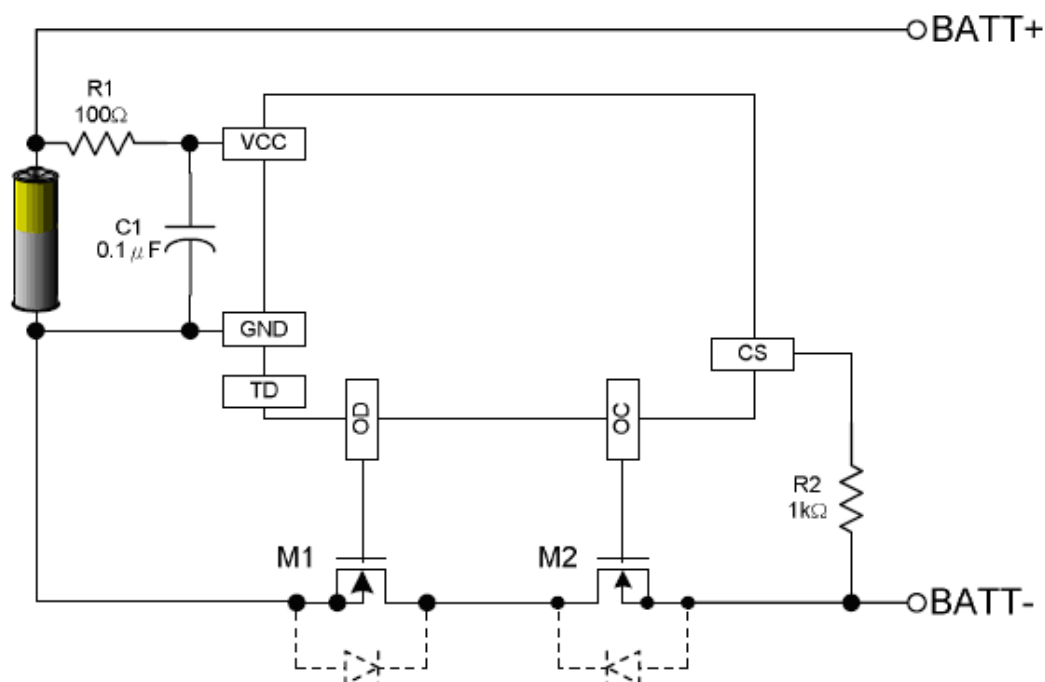 BATT+
R1
100Ω
VCC
C1
0.1μF
GND
CS
TD
OD
OC
R2
1kΩ
M1
M2
BATT-